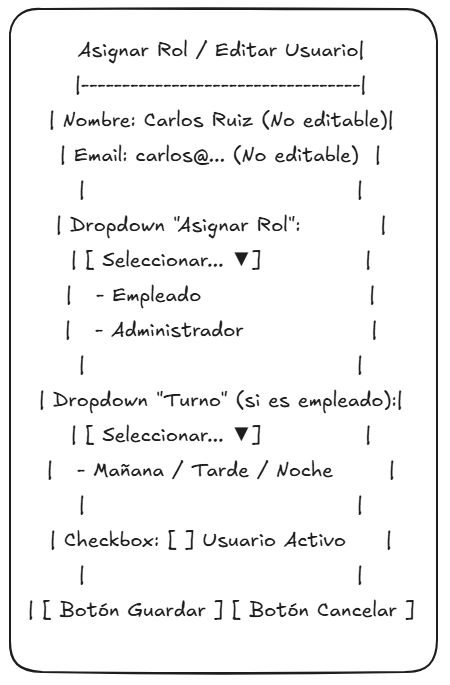 Asignar Rol / Editar Usuario|
|----------------------------------|
| Nombre: Carlos Ruiz (No editable)|
| Email: carlos@... (No editable) |
| |
| Dropdown "Asignar Rol": |
| [ Seleccionar... ▼] |
| - Empleado |
| - Administrador |
| |
| Dropdown "Turno" (si es empleado):|
| [ Seleccionar... ▼] |
| - Mañana / Tarde / Noche |
| |
| Checkbox: [ ] Usuario Activo |
| |
| [ Botón Guardar ] [ Botón Cancelar ]